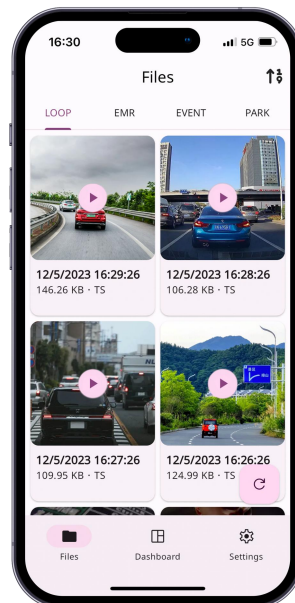 16:30
5G
Files
LOOP
EMR
EVENT
PARK
12/5/2023 16:29:26
146.26 KB · TS
12/5/2023 16:28:26
106.28 KB · TS
12/5/2023 16:27:26
109.95 KB · TS
12/5/2023 16:26:26
124.99 KB · TS
Files
Dashboard
Settings